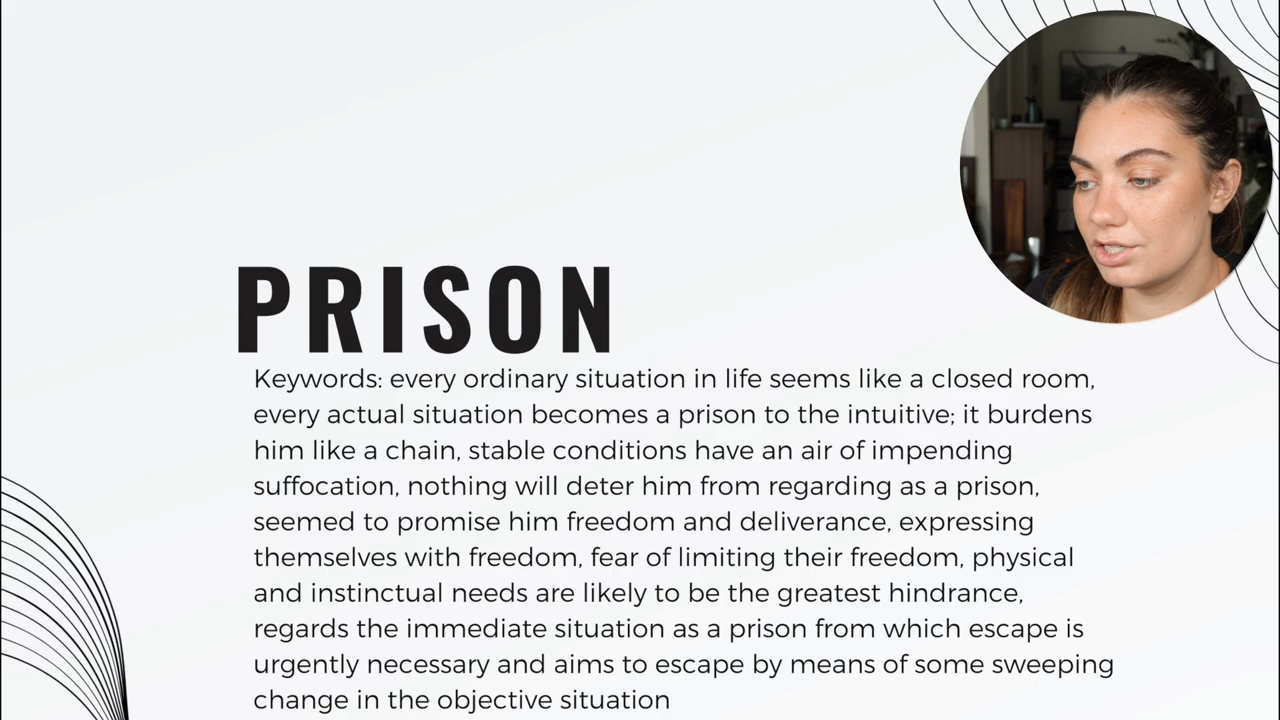 PRISON
Keywords: every ordinary situation in life seems like a closed room,
every actual situation becomes a prison to the intuitive; it burdens
him like a chain, stable conditions have an air of impending
suffocation, nothing will deter him from regarding as a prison,
seemed to promise him freedom and deliverance, expressing
themselves with freedom, fear of limiting their freedom, physical
and instinctual needs are likely to be the greatest hindrance,
regards the immediate situation as a prison from which escape is
urgently necessary and aims to escape by means of some sweeping
change in the objective situation